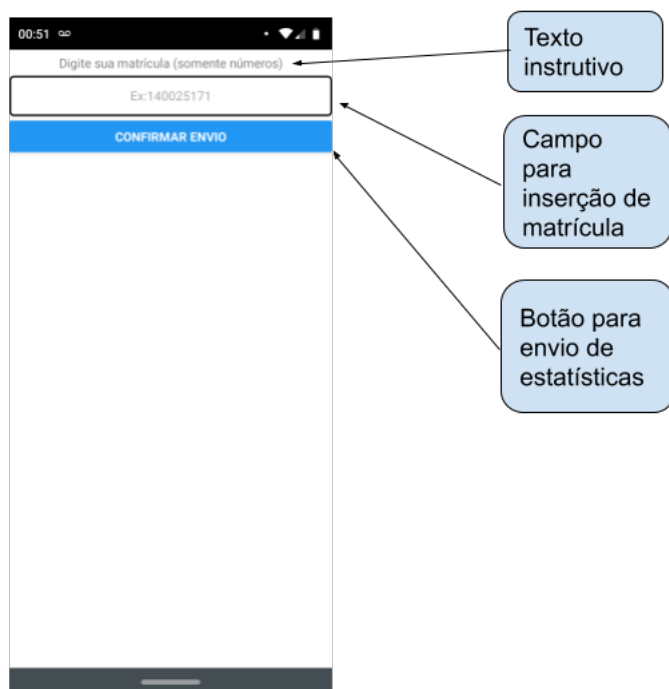 00:51
Digite sua matrícula (somente números)
Ex:140025171
CONFIRMAR ENVIO
Texto
instrutivo
Campo
para
inserção de
matrícula
Botão para
envio de
estatísticas